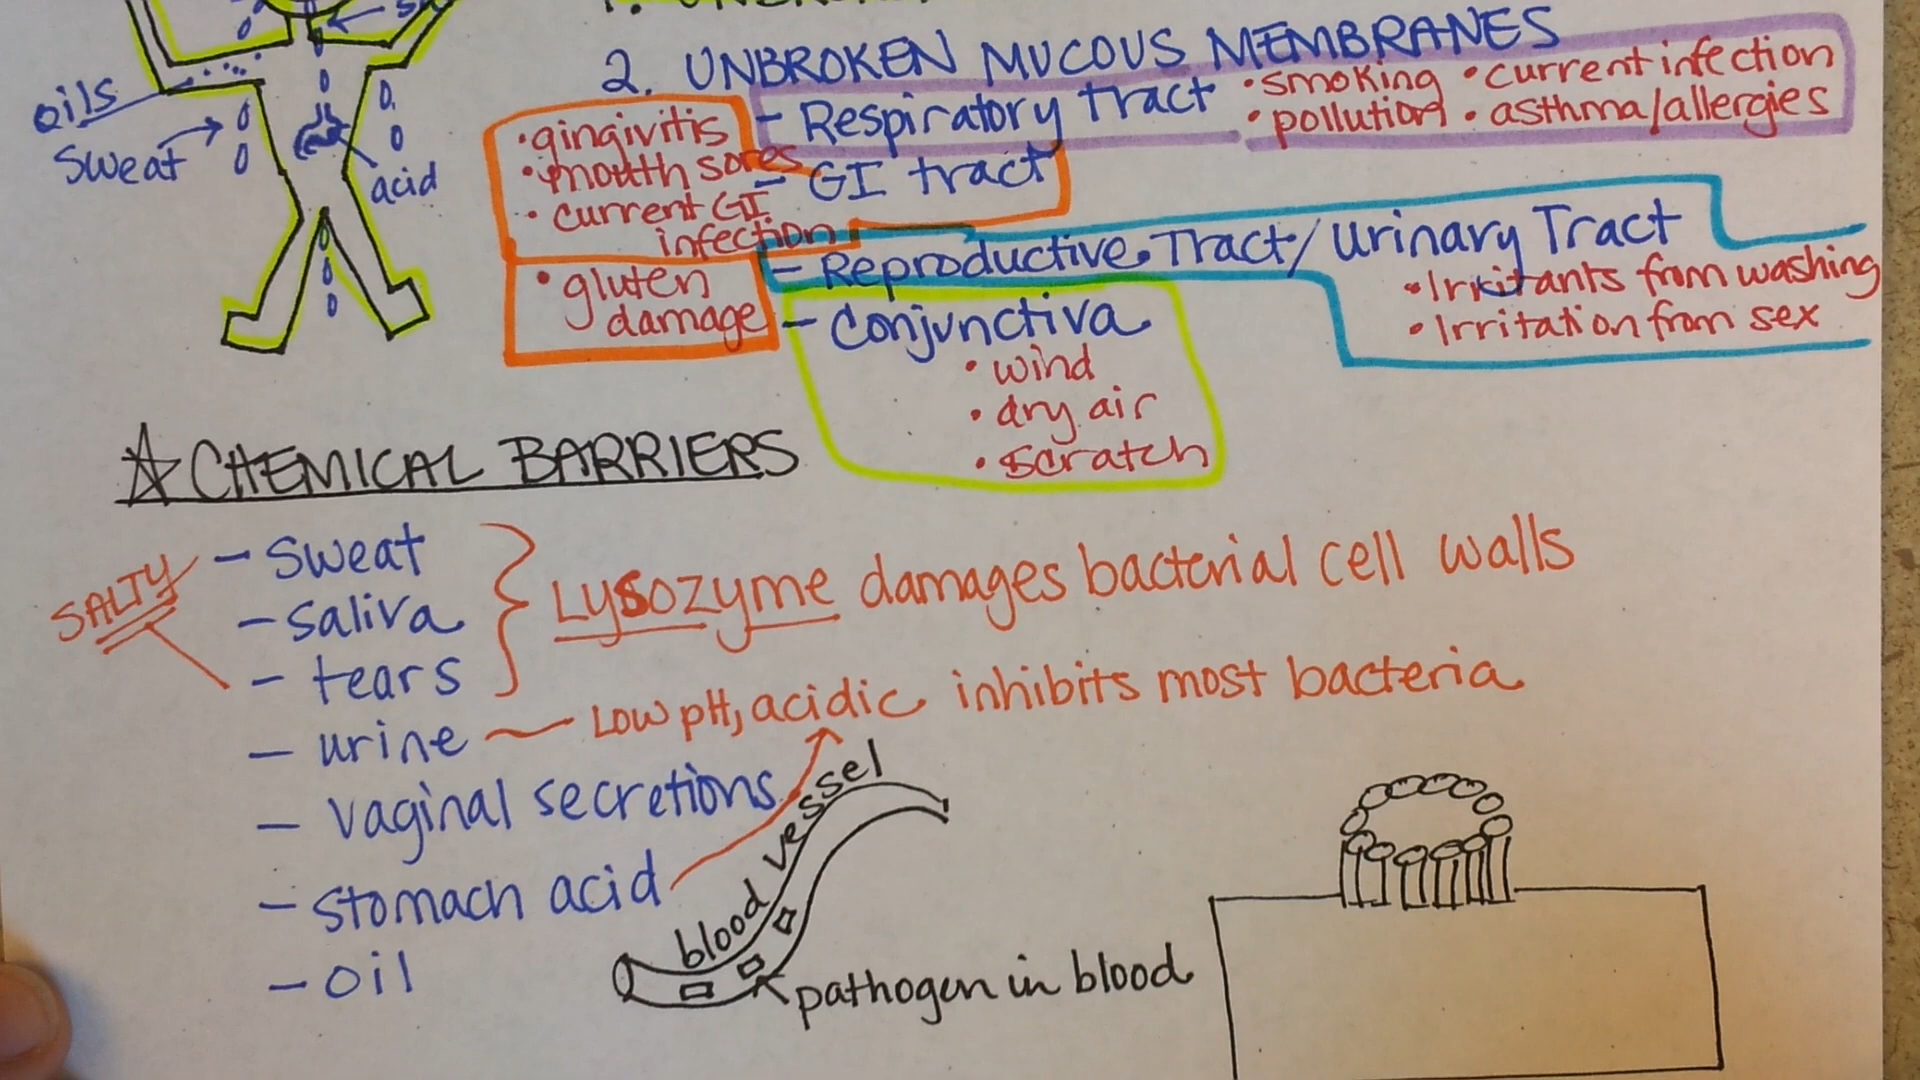 2. UNBROKEN MUCOUS MEMBRANES
oils
sweat
acid
- Respiratory tract
• smoking • current infection
• pollution • asthma/allergies
• gingivitis
• mouth sores
• current GI
infection
- GI tract
• gluten
damage
- Reproductive Tract/Urinary Tract
• Irritants from washing
• Irritation from sex
- Conjunctiva
• wind
• dry air
• scratch
☆ CHEMICAL BARRIERS
SALTY
- Sweat
- saliva
- tears
Lysozyme damages bacterial cell walls
- urine
Low pH, acidic inhibits most bacteria
- vaginal secretions
- stomach acid
- oil
blood vessel
pathogen in blood